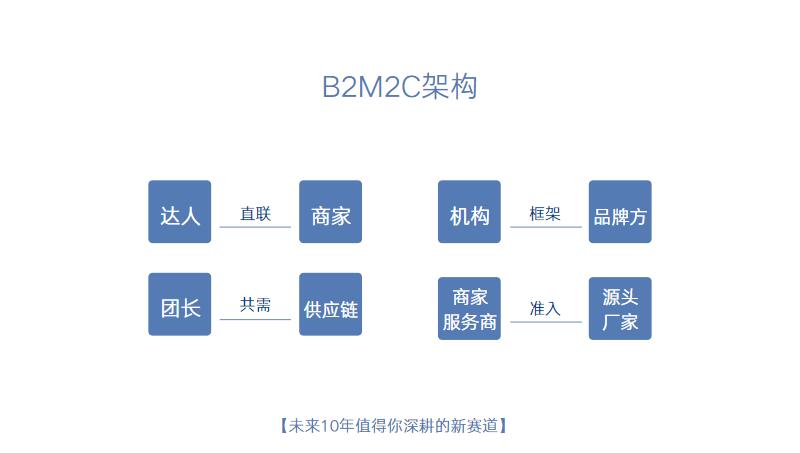 B2M2C架构
达人 直联 商家
机构 框架 品牌方
团长 共需 供应链
商家
服务商
准入
源头
厂家
【未来10年值得你深耕的新赛道】